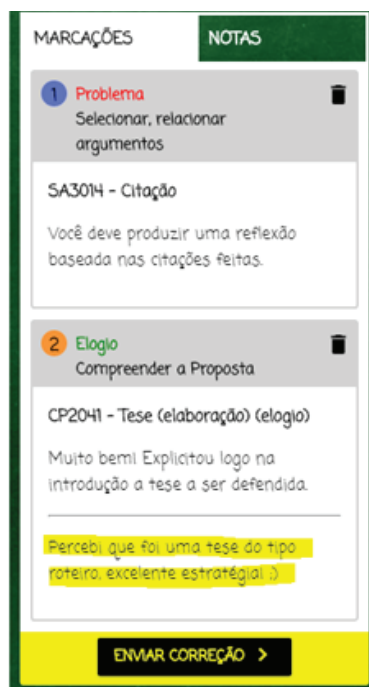 MARCAÇÕES NOTAS
1 Problema
Selecionar, relacionar
argumentos
SA3014 - Citação
Você deve produzir uma reflexão
baseada nas citações feitas.
2 Elogio
Compreender a Proposta
CP2041 - Tese (elaboração) (elogio)
Muito bem! Explicitou logo na
introdução a tese a ser defendida.
Percebi que foi uma tese do tipo
roteiro, excelente estratégia! :)
ENVIAR CORREÇÃO >